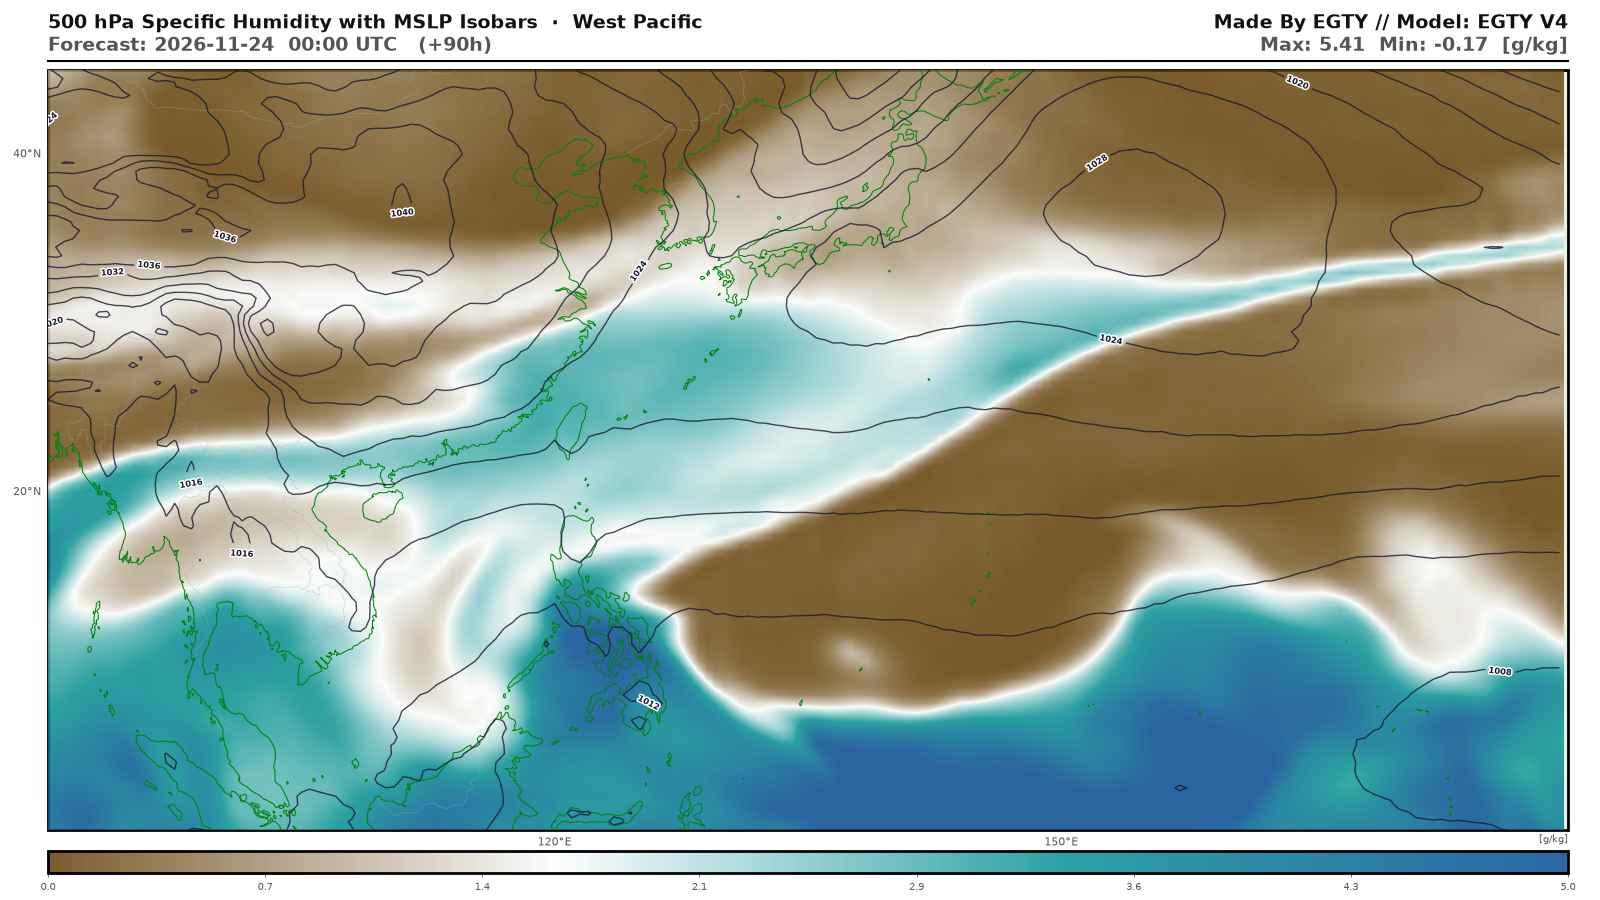 500 hPa Specific Humidity with MSLP Isobars · West Pacific
Made By EGTY // Model: EGTY V4
Forecast: 2026-11-24 00:00 UTC (+90h)
Max: 5.41 Min: -0.17 [g/kg]
1020
24
40°N
1028
1040
1036
1036
1032
1024
020
1024
1016
20°N
1016
1008
1012
120°E
150°E
[g/kg]
0.0
0.7
1.4
2.1
2.9
3.6
4.3
5.0